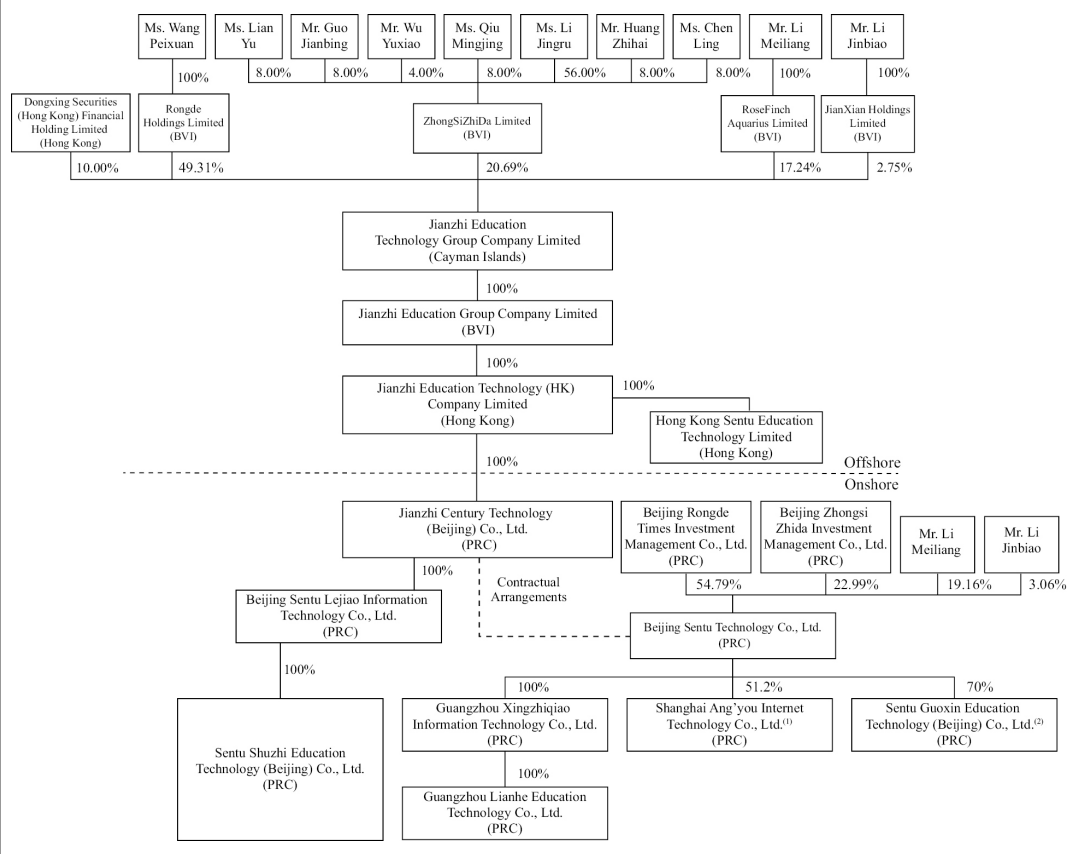 Ms. Wang
Peixuan
Ms. Lian
Yu
Mr. Guo
Jianbing
Mr. Wu
Yuxiao
Ms. Qiu
Mingjing
Ms. Li
Jingru
Mr. Huang
Zhihai
Ms. Chen
Ling
Mr. Li
Meiliang
Mr. Li
Jinbiao
100%
8.00%
8.00%
4.00%
8.00%
56.00%
8.00%
8.00%
100%
100%
Dongxing Securities
(Hong Kong) Financial
Holding Limited
(Hong Kong)
Rongde
Holdings Limited
(BVI)
ZhongSiZhiDa Limited
(BVI)
RoseFinch
Aquarius Limited
(BVI)
JianXian Holdings
Limited
(BVI)
10.00%
49.31%
20.69%
17.24%
2.75%
Jianzhi Education
Technology Group Company Limited
(Cayman Islands)
100%
Jianzhi Education Group Company Limited
(BVI)
100%
Jianzhi Education Technology (HK)
Company Limited
(Hong Kong)
100%
Hong Kong Sentu Education
Technology Limited
(Hong Kong)
100%
Offshore
Onshore
Jianzhi Century Technology
(Beijing) Co., Ltd.
(PRC)
Beijing Rongde
Times Investment
Management Co., Ltd.
(PRC)
Beijing Zhongsi
Zhida Investment
Management Co., Ltd.
(PRC)
Mr. Li
Meiliang
Mr. Li
Jinbiao
100%
Contractual
Arrangements
54.79%
22.99%
19.16%
3.06%
Beijing Sentu Lejiao Information
Technology Co., Ltd.
(PRC)
Beijing Sentu Technology Co., Ltd.
(PRC)
100%
100%
51.2%
70%
Sentu Shuzhi Education
Technology (Beijing) Co., Ltd.
(PRC)
Guangzhou Xingzhiqiao
Information Technology Co., Ltd.
(PRC)
Shanghai Ang’you Internet
Technology Co., Ltd.(1)
(PRC)
Sentu Guoxin Education
Technology (Beijing) Co., Ltd.(2)
(PRC)
100%
Guangzhou Lianhe Education
Technology Co., Ltd.
(PRC)